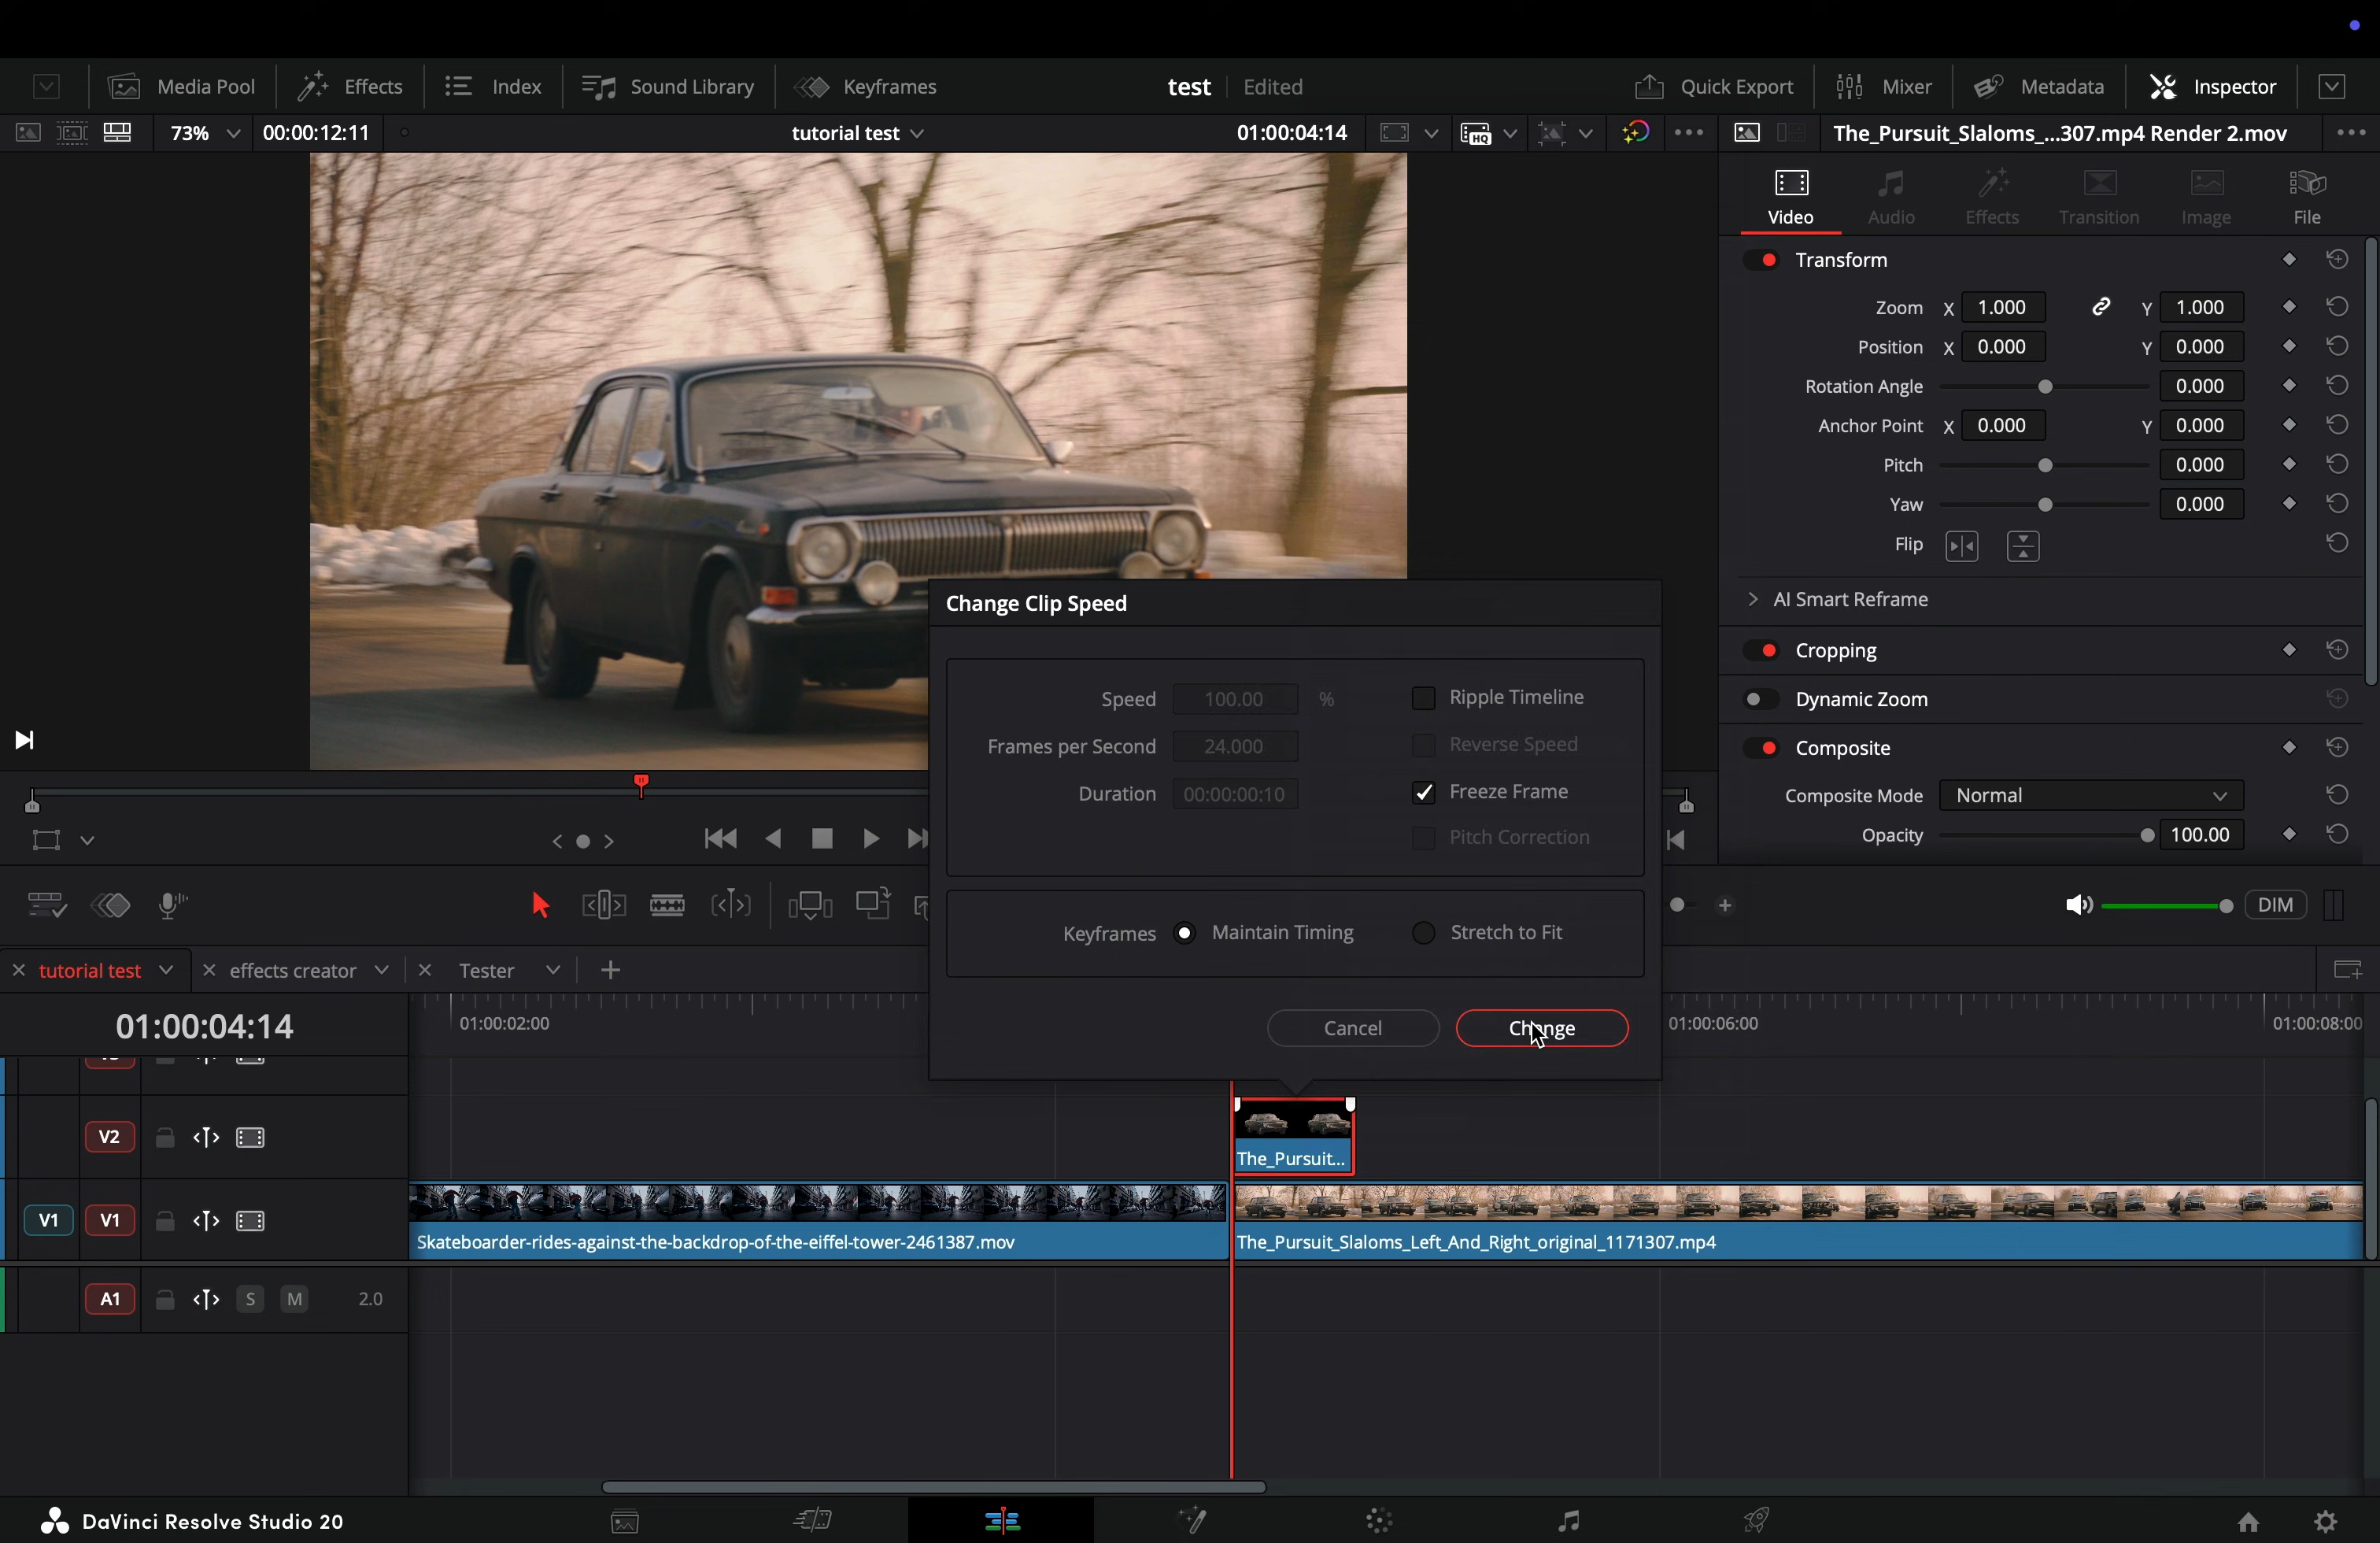 Media Pool Effects Index Sound Library Keyframes test Edited Quick Export Mixer Metadata Inspector
73% 00:00:12:11 tutorial test 01:00:04:14 HQ The_Pursuit_Slaloms_...307.mp4 Render 2.mov
Video Audio Effects Transition Image File
Transform
Zoom X 1.000 Y 1.000
Position X 0.000 Y 0.000
Rotation Angle 0.000
Anchor Point X 0.000 Y 0.000
Pitch 0.000
Yaw 0.000
Flip
AI Smart Reframe
Cropping
Dynamic Zoom
Composite
Composite Mode Normal
Opacity 100.00
Change Clip Speed
Speed 100.00 % Ripple Timeline
Frames per Second 24.000 Reverse Speed
Duration 00:00:00:10 Freeze Frame
Pitch Correction
Keyframes Maintain Timing Stretch to Fit
Cancel Change
DIM
tutorial test effects creator Tester
01:00:04:14 01:00:02:00 01:00:06:00 01:00:08:00
V2 The_Pursuit...
V1 V1 Skateboarder-rides-against-the-backdrop-of-the-eiffel-tower-2461387.mov The_Pursuit_Slaloms_Left_And_Right_original_1171307.mp4
A1 S M 2.0
DaVinci Resolve Studio 20